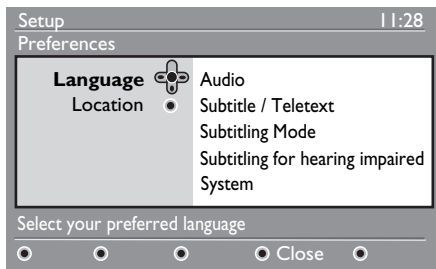 Setup 11:28
Preferences
Language Audio
Location Subtitle / Teletext
Subtitling Mode
Subtitling for hearing impaired
System
Select your preferred language
Close